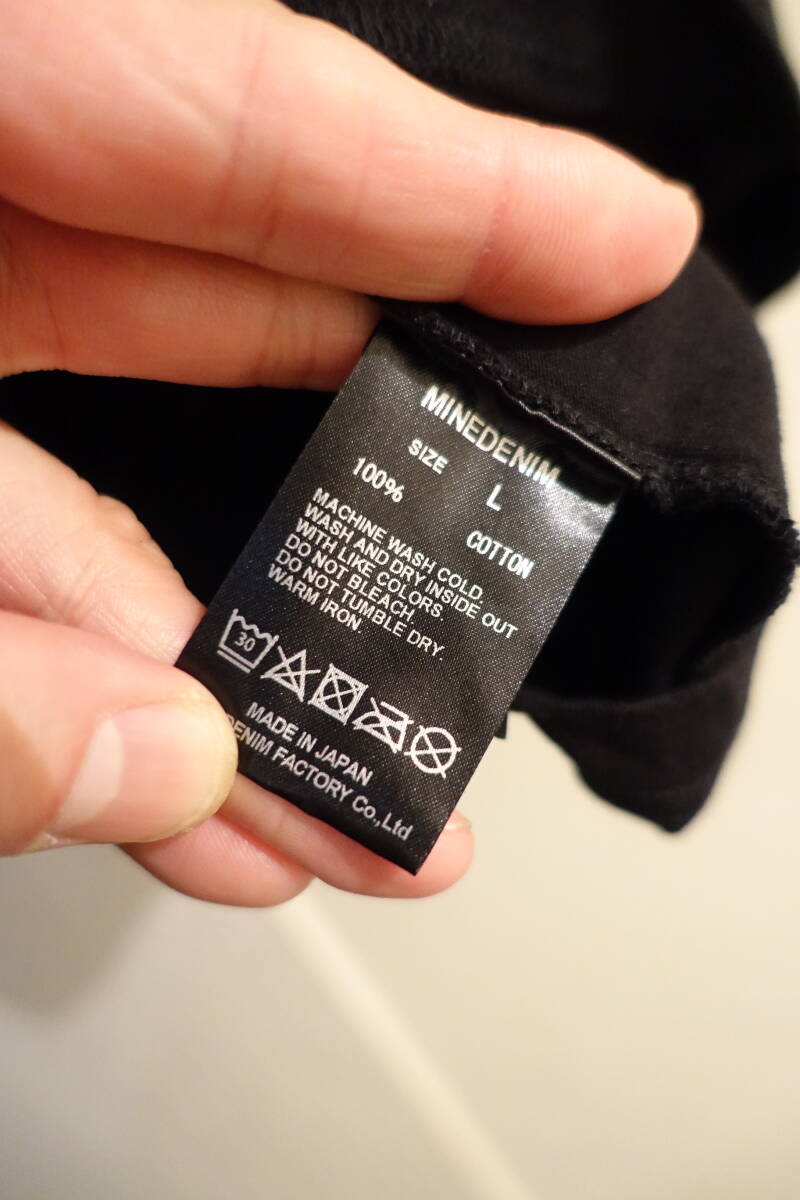 MINEDENIM
SIZE L
100% COTTON
MACHINE WASH COLD.
WASH AND DRY INSIDE OUT
WITH LIKE COLORS.
DO NOT BLEACH.
DO NOT TUMBLE DRY.
WARM IRON.
30
MADE IN JAPAN
DENIM FACTORY Co.,Ltd